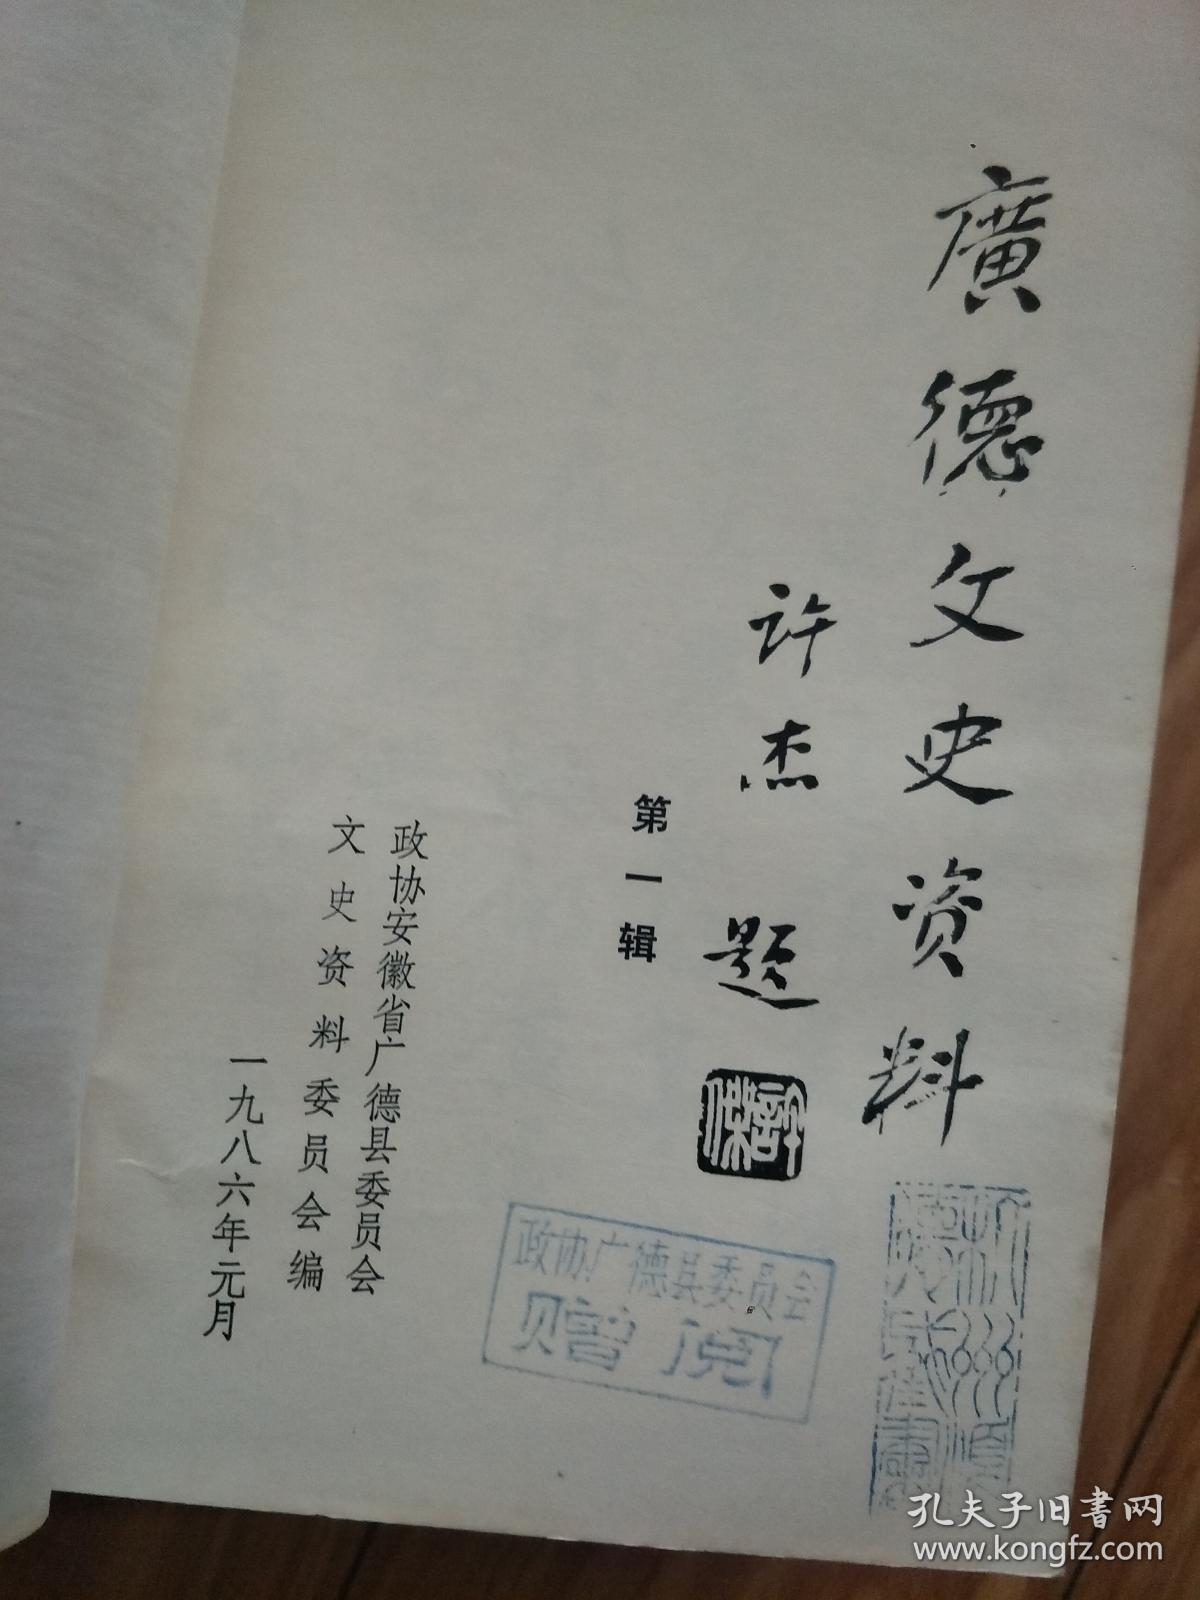 廣德文史资料
许杰题
第一辑
政协安徽省广德县委员会
文史资料委员会编
一九八六年元月
政协广德县委员会
赠阅
孔夫子旧书网
www.kongfz.com